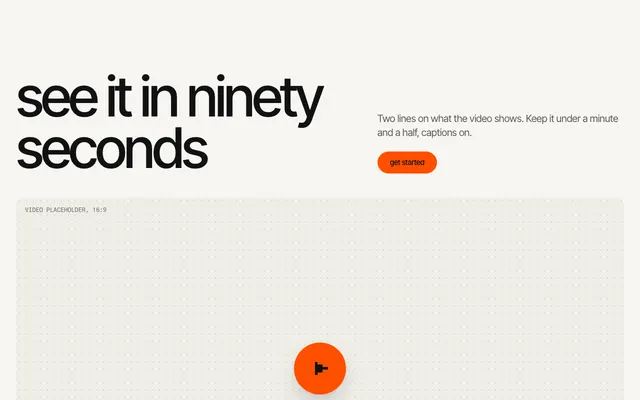 see it in ninety
seconds
Two lines on what the video shows. Keep it under a minute
and a half, captions on.
get started
VIDEO PLACEHOLDER, 16:9